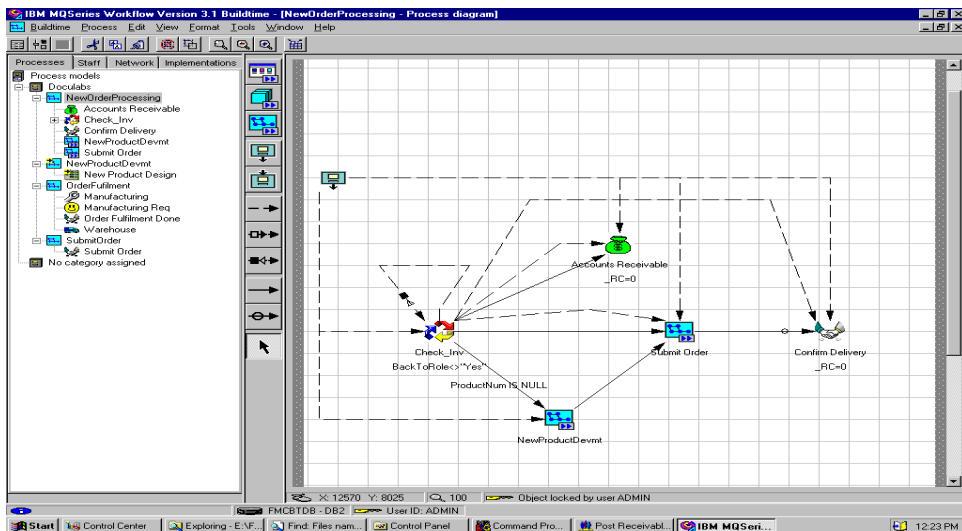 IBM MQSeries Workflow Version 3.1 Buildtime - [NewOrderProcessing - Process diagram]
Buildtime Process Edit View Format Tools Window Help
Processes Staff Network Implementations
Process models
Doculabs
NewOrderProcessing
Accounts Receivable
Check_Inv
Confirm Delivery
NewProductDevmt
Submit Order
NewProductDevmt
New Product Design
OrderFulfilment
Manufacturing
Manufacturing Req
Order Fulfilment Done
Warehouse
SubmitOrder
Submit Order
No category assigned
Accounts Receivable
_RC=0
Check_Inv
BackToRole<>"Yes"
Submit Order
Confirm Delivery
_RC=0
ProductNum IS NULL
NewProductDevmt
X: 12570 Y: 8025 100 Object locked by user ADMIN
FMCBTDB - DB2 User ID: ADMIN
Start Control Center Exploring - E:\F... Find: Files nam... Control Panel Command Pro... Post Receivabl... IBM MQSeri... 12:23 PM